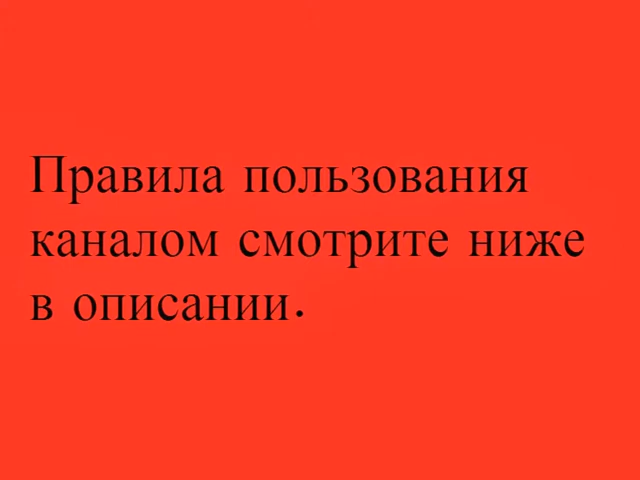 Правила пользования
каналом смотрите ниже
в описании.